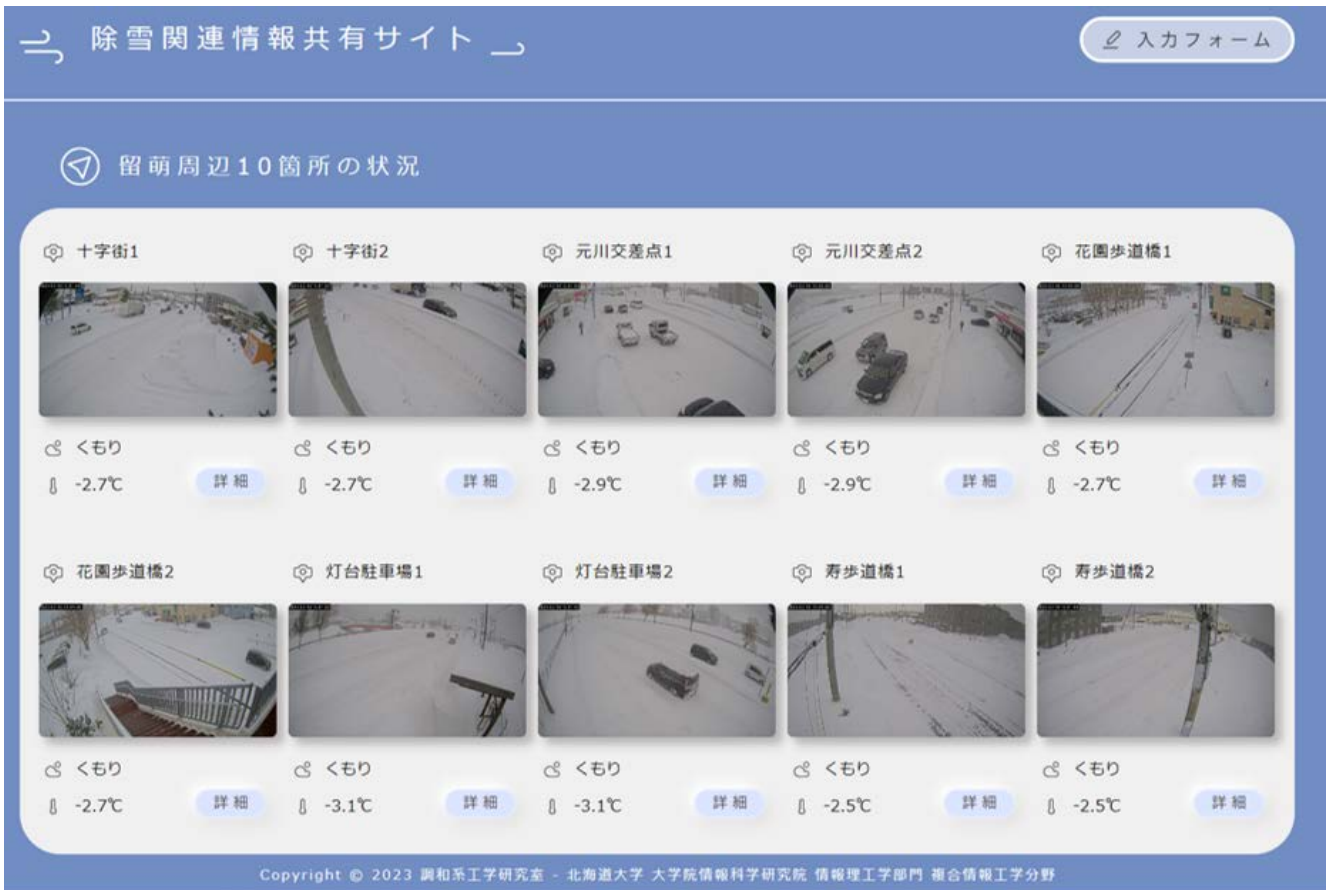 除雪関連情報共有サイト
入力フォーム
留萌周辺10箇所の状況
十字街1
十字街2
元川交差点1
元川交差点2
花園歩道橋1
くもり
くもり
くもり
くもり
くもり
-2.7℃
詳細
-2.7℃
詳細
-2.9℃
詳細
-2.9℃
詳細
-2.7℃
詳細
花園歩道橋2
灯台駐車場1
灯台駐車場2
寿歩道橋1
寿歩道橋2
くもり
くもり
くもり
くもり
くもり
-2.7℃
詳細
-3.1℃
詳細
-3.1℃
詳細
-2.5℃
詳細
-2.5℃
詳細
Copyright © 2023 調和系工学研究室 - 北海道大学 大学院情報科学研究院 情報理工学部門 複合情報工学分野